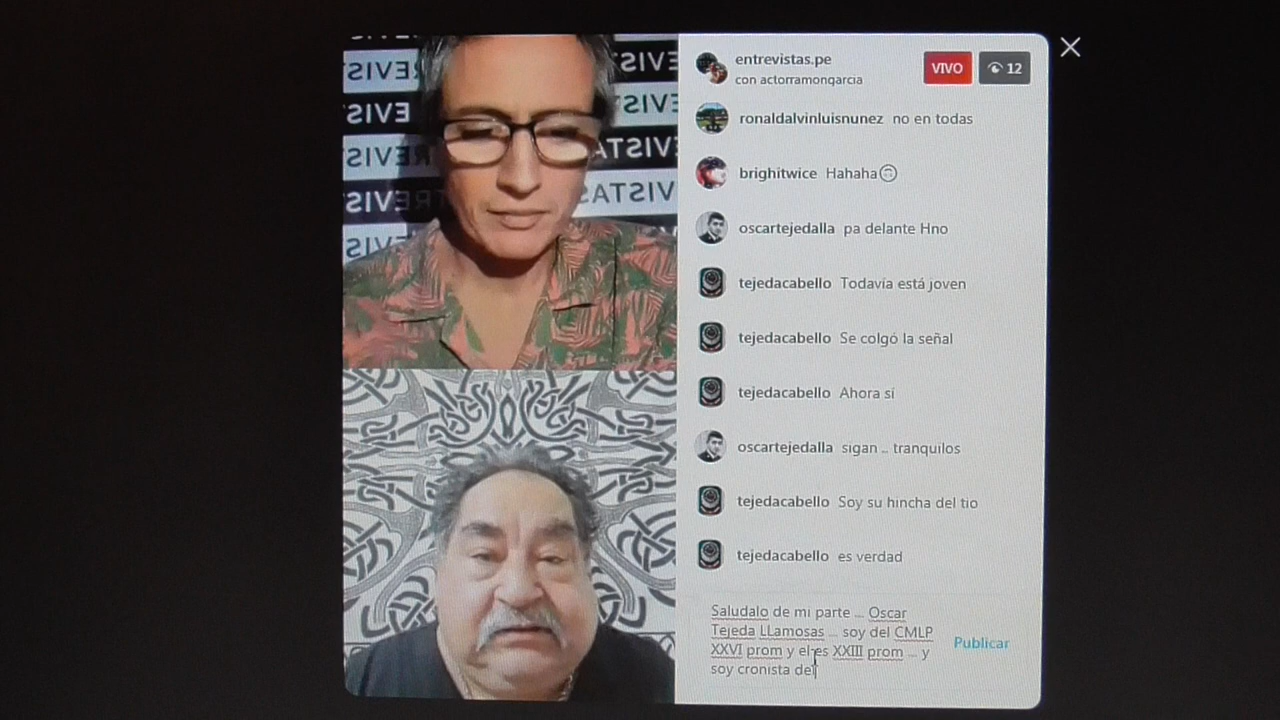 entrevistas.pe
con actorramongarcia
VIVO
12
ronaldalvinluisnunez no en todas
brighitwice Hahaha
oscartejedalla pa delante Hno
tejedacabello Todavía está joven
tejedacabello Se colgó la señal
tejedacabello Ahora sí
oscartejedalla sigan ... tranquilos
tejedacabello Soy su hincha del tio
tejedacabello es verdad
Saludalo de mi parte ... Oscar
Tejeda LLamosas ... soy del CMLP
XXVI prom y el es XXIII prom ... y
soy cronista del
Publicar